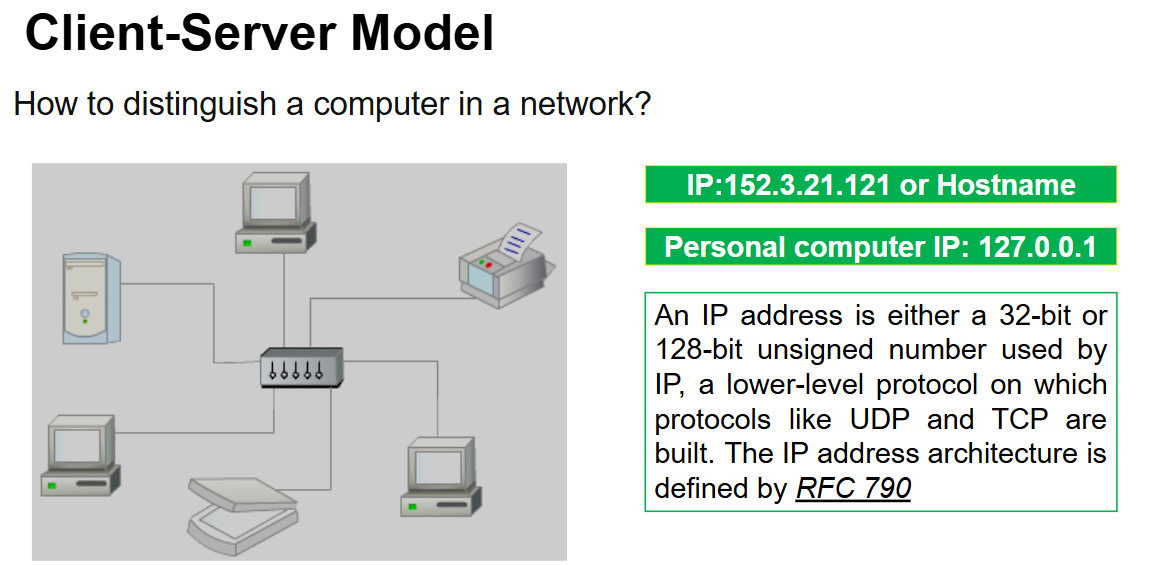 Client-Server Model
How to distinguish a computer in a network?
IP:152.3.21.121 or Hostname
Personal computer IP: 127.0.0.1
An IP address is either a 32-bit or
128-bit unsigned number used by
IP, a lower-level protocol on which
protocols like UDP and TCP are
built. The IP address architecture is
defined by RFC 790